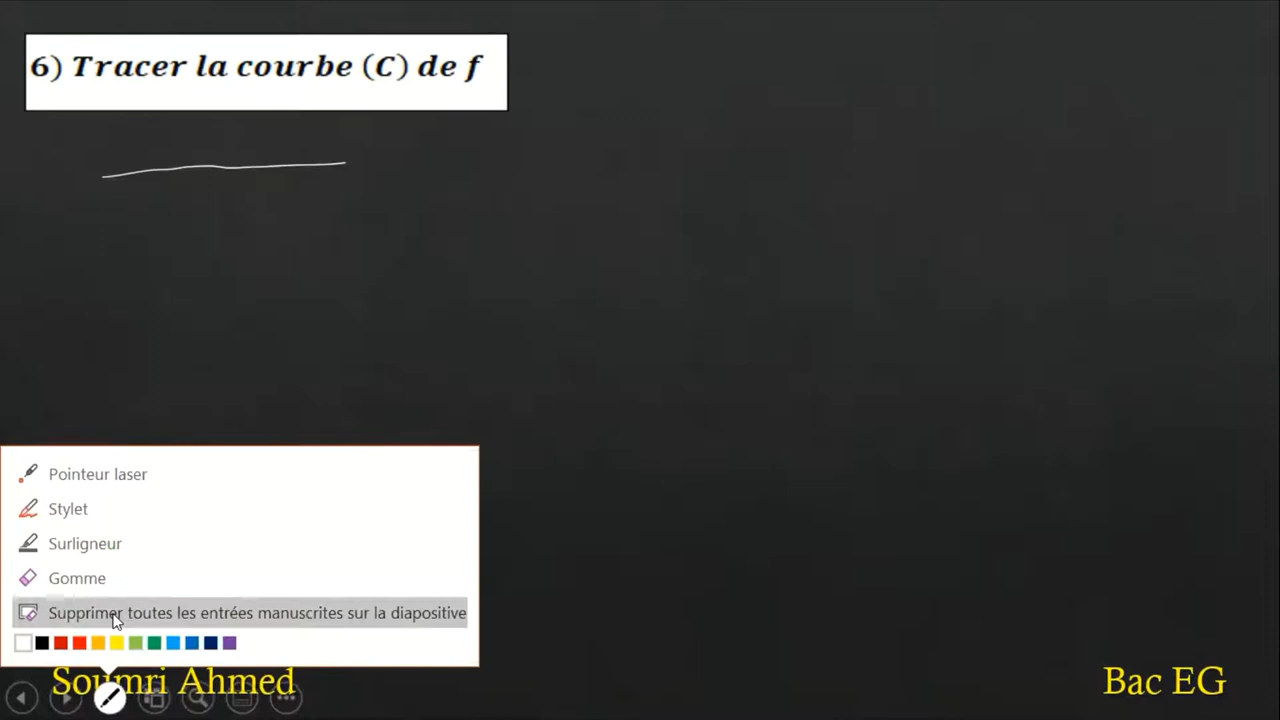 6) Tracer la courbe (C) de f
Pointeur laser
Stylet
Surligneur
Gomme
Supprimer toutes les entrées manuscrites sur la diapositive
Soumri Ahmed
Bac EG